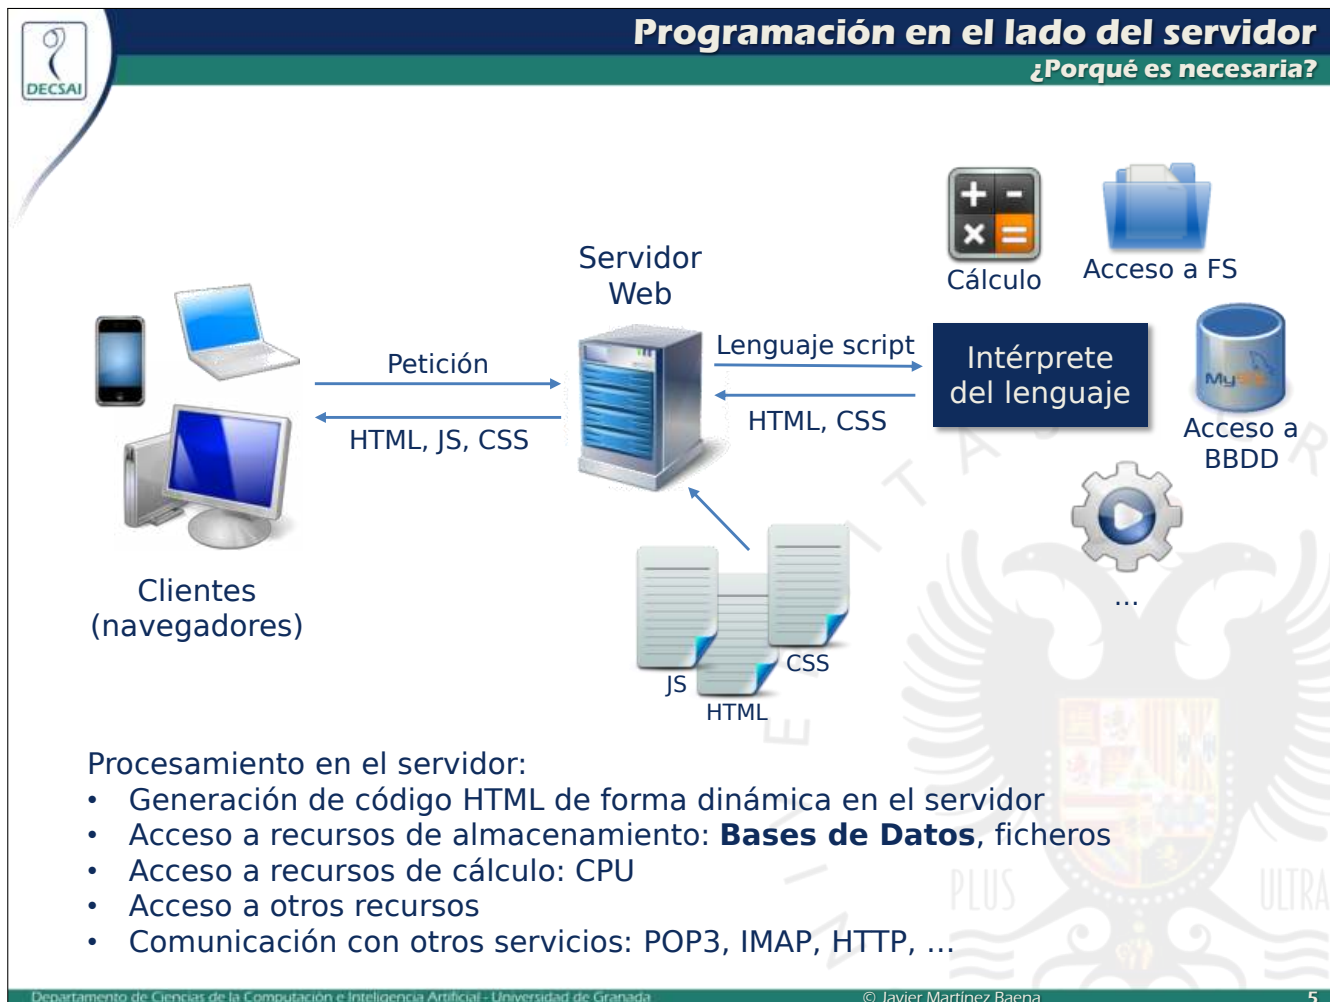 Programación en el lado del servidor
¿Porqué es necesaria?
DECSAI
Servidor
Web
Cálculo
Acceso a FS
Petición
HTML, JS, CSS
Lenguaje script
HTML, CSS
Intérprete
del lenguaje
MySQL
Acceso a
BBDD
...
Clientes
(navegadores)
JS
HTML
CSS
Procesamiento en el servidor:
• Generación de código HTML de forma dinámica en el servidor
• Acceso a recursos de almacenamiento: Bases de Datos, ficheros
• Acceso a recursos de cálculo: CPU
• Acceso a otros recursos
• Comunicación con otros servicios: POP3, IMAP, HTTP, ...
PLUS
ULTRA
Departamento de Ciencias de la Computación e Inteligencia Artificial - Universidad de Granada
© Javier Martínez Baena
5